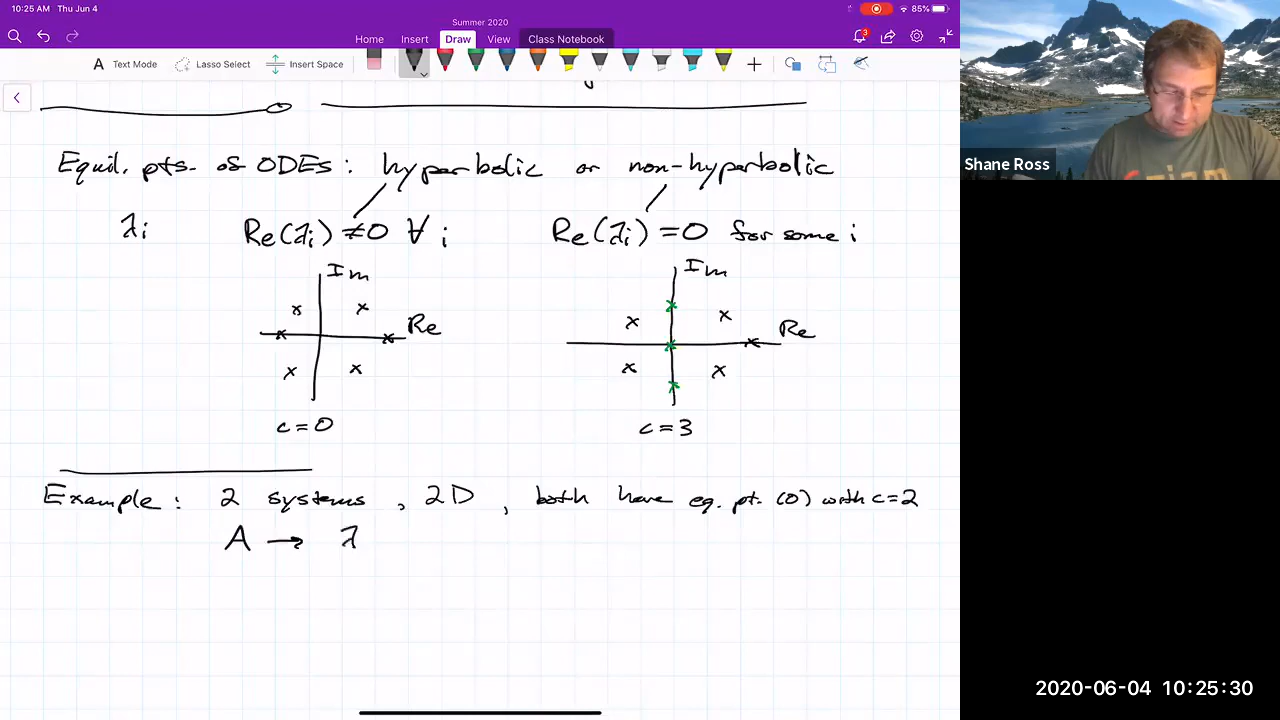 10:25 AM Thu Jun 4
85%
Summer 2020
Home Insert Draw View Class Notebook
3
A Text Mode Lasso Select Insert Space
Shane Ross
Equil. pts. of ODEs: hyperbolic or non-hyperbolic
λi Re(λi) ≠ 0 ∀ i Re(λi) = 0 for some i
Im Im
Re Re
c = 0 c = 3
Example: 2 systems, 2D, both have eq. pt. (0) with c=2
A → λ
2020-06-04 10:25:30